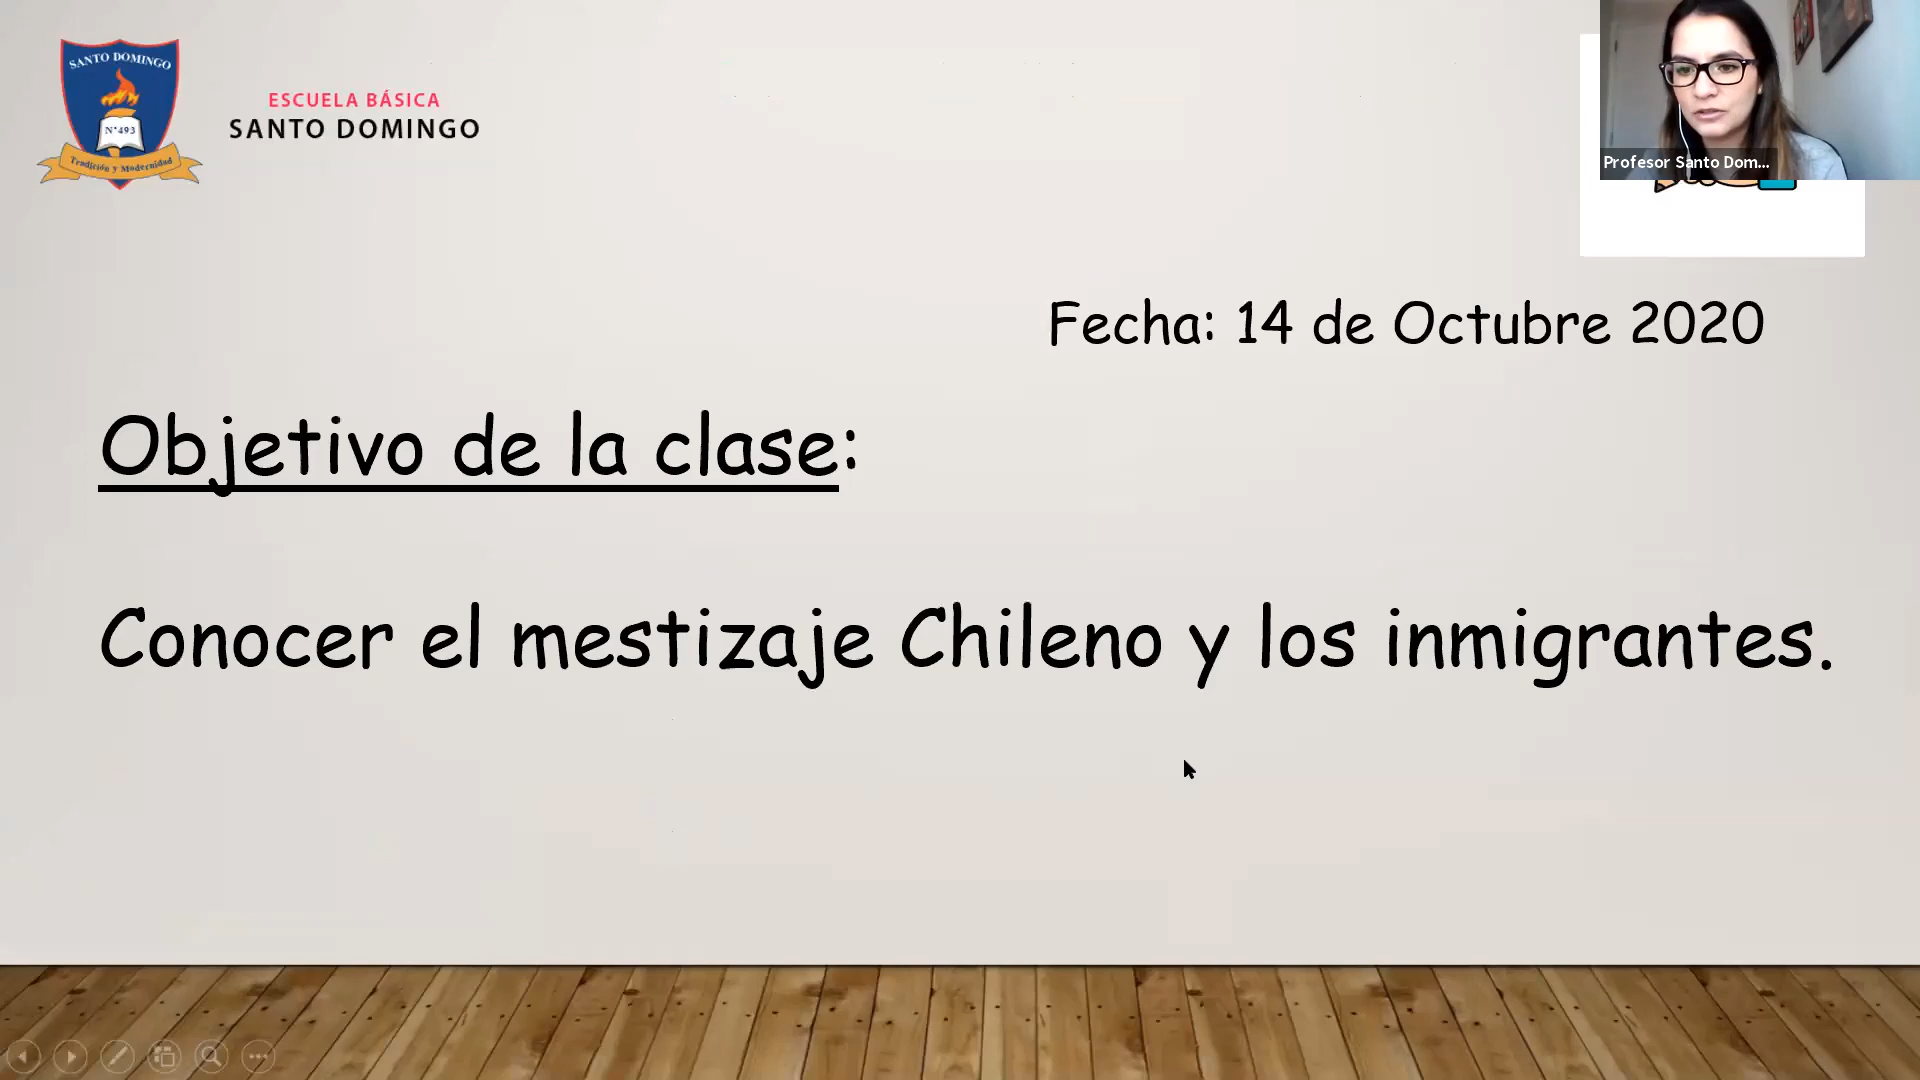 SANTO DOMINGO
N°493
Tradición y Modernidad
ESCUELA BÁSICA
SANTO DOMINGO
Profesor Santo Dom...
Fecha: 14 de Octubre 2020
Objetivo de la clase:
Conocer el mestizaje Chileno y los inmigrantes.